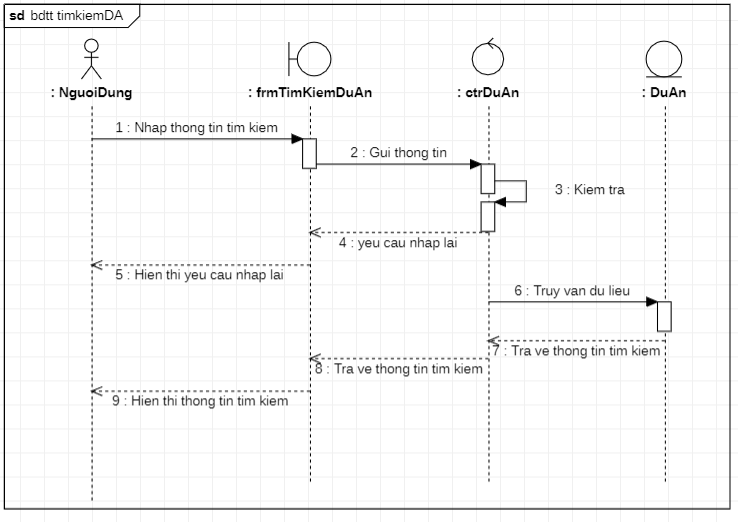 sd bdtt timkiemDA
: NguoiDung
: frmTimKiemDuAn
: ctrDuAn
: DuAn
1 : Nhap thong tin tim kiem
2 : Gui thong tin
3 : Kiem tra
4 : yeu cau nhap lai
5 : Hien thi yeu cau nhap lai
6 : Truy van du lieu
7 : Tra ve thong tin tim kiem
8 : Tra ve thong tin tim kiem
9 : Hien thi thong tin tim kiem